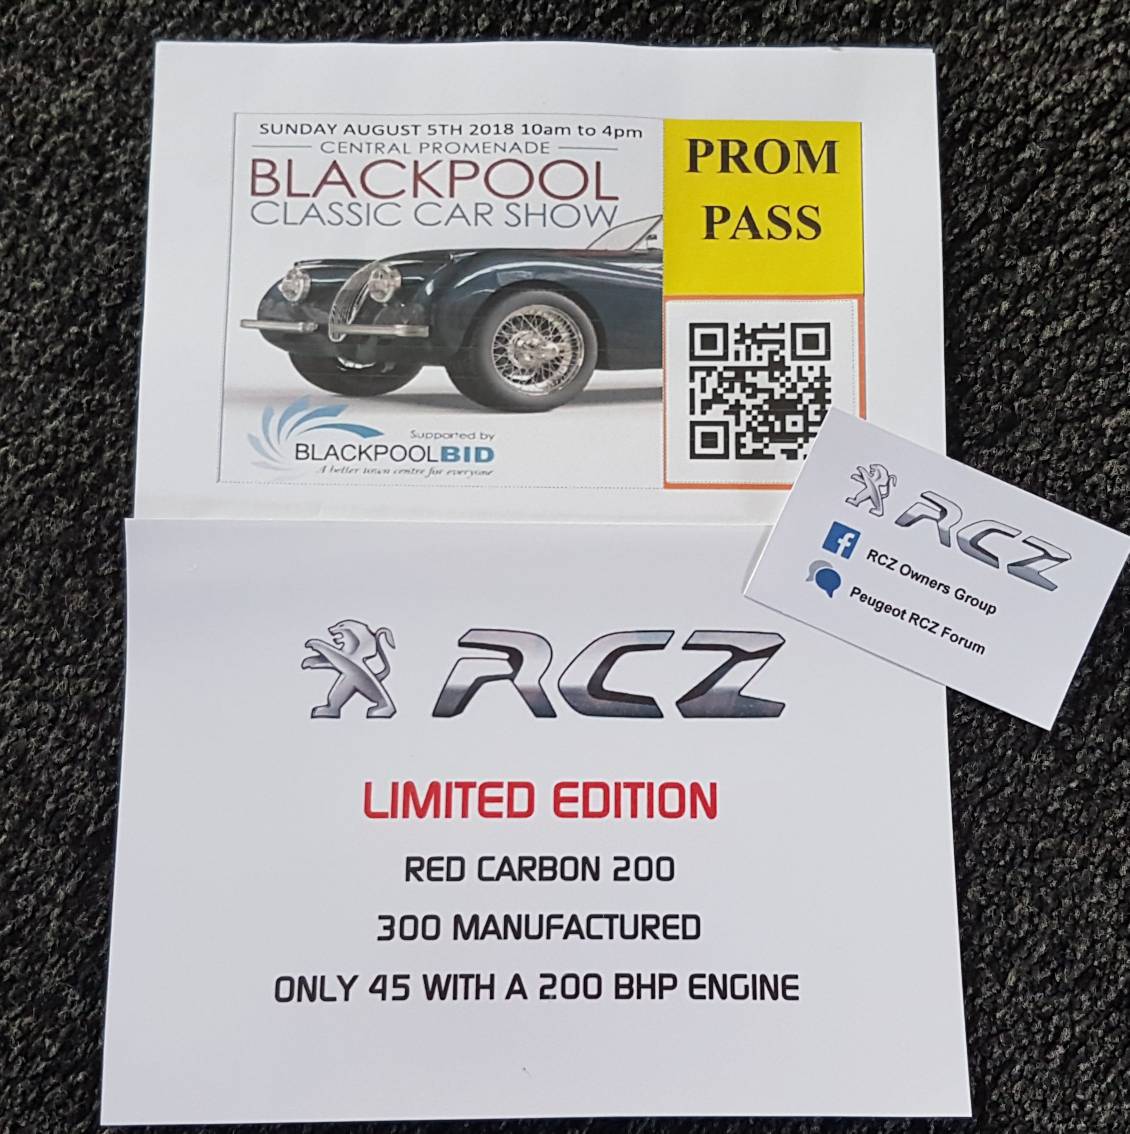 SUNDAY AUGUST 5TH 2018 10am to 4pm
CENTRAL PROMENADE
BLACKPOOL
CLASSIC CAR SHOW
PROM
PASS
Supported by
BLACKPOOLBID
A better town centre for everyone
RCZ
RCZ Owners Group
Peugeot RCZ Forum
RCZ
LIMITED EDITION
RED CARBON 200
300 MANUFACTURED
ONLY 45 WITH A 200 BHP ENGINE